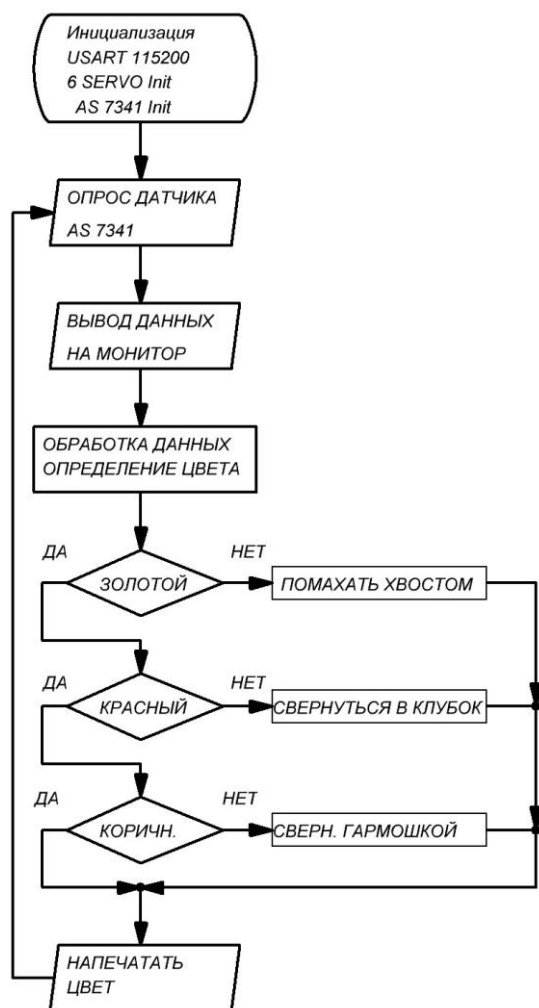 Инициализация
USART 115200
6 SERVO Init
AS 7341 Init
ОПРОС ДАТЧИКА
AS 7341
ВЫВОД ДАННЫХ
НА МОНИТОР
ОБРАБОТКА ДАННЫХ
ОПРЕДЕЛЕНИЕ ЦВЕТА
ДА
НЕТ
ЗОЛОТОЙ
ПОМАХАТЬ ХВОСТОМ
ДА
НЕТ
КРАСНЫЙ
СВЕРНУТЬСЯ В КЛУБОК
ДА
НЕТ
КОРИЧН.
СВЕРН. ГАРМОШКОЙ
НАПЕЧАТАТЬ
ЦВЕТ